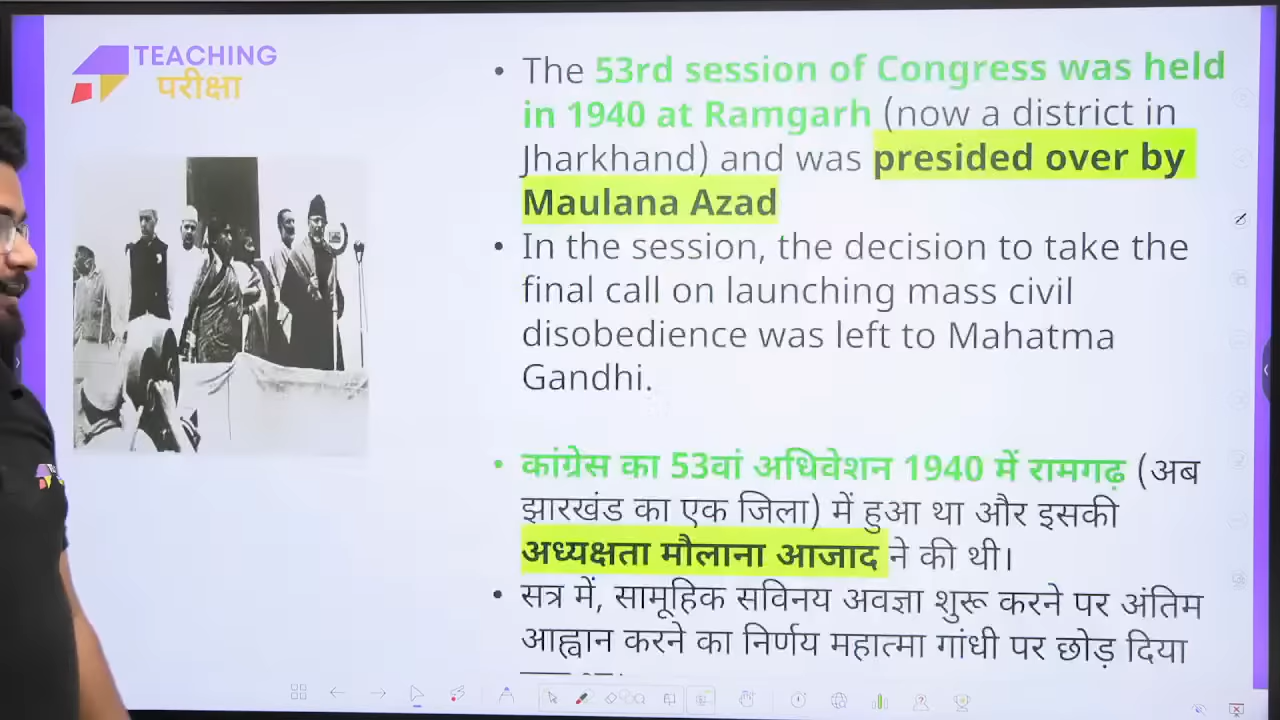 TEACHING
परीक्षा
• The 53rd session of Congress was held
in 1940 at Ramgarh (now a district in
Jharkhand) and was presided over by
Maulana Azad
• In the session, the decision to take the
final call on launching mass civil
disobedience was left to Mahatma
Gandhi.
• कांग्रेस का 53वां अधिवेशन 1940 में रामगढ़ (अब
झारखंड का एक जिला) में हुआ था और इसकी
अध्यक्षता मौलाना आजाद ने की थी।
• सत्र में, सामूहिक सविनय अवज्ञा शुरू करने पर अंतिम
आह्वान करने का निर्णय महात्मा गांधी पर छोड़ दिया